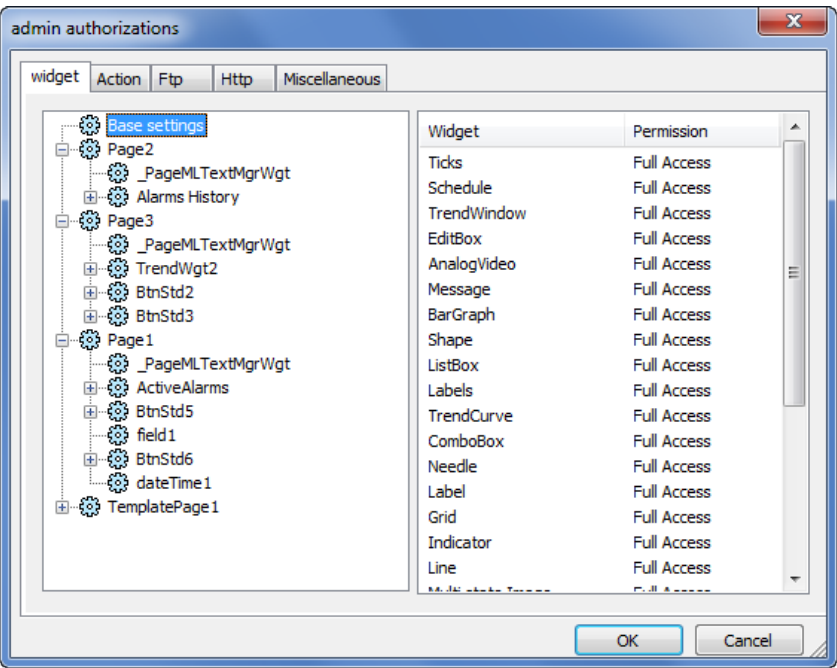 admin authorizations
widget Action Ftp Http Miscellaneous
Base settings
Page2
_PageMLTextMgrWgt
Alarms History
Page3
_PageMLTextMgrWgt
TrendWgt2
BtnStd2
BtnStd3
Page1
_PageMLTextMgrWgt
ActiveAlarms
BtnStd5
field1
BtnStd6
dateTime1
TemplatePage1
Widget Permission
Ticks Full Access
Schedule Full Access
TrendWindow Full Access
EditBox Full Access
AnalogVideo Full Access
Message Full Access
BarGraph Full Access
Shape Full Access
ListBox Full Access
Labels Full Access
TrendCurve Full Access
ComboBox Full Access
Needle Full Access
Label Full Access
Grid Full Access
Indicator Full Access
Line Full Access
OK Cancel